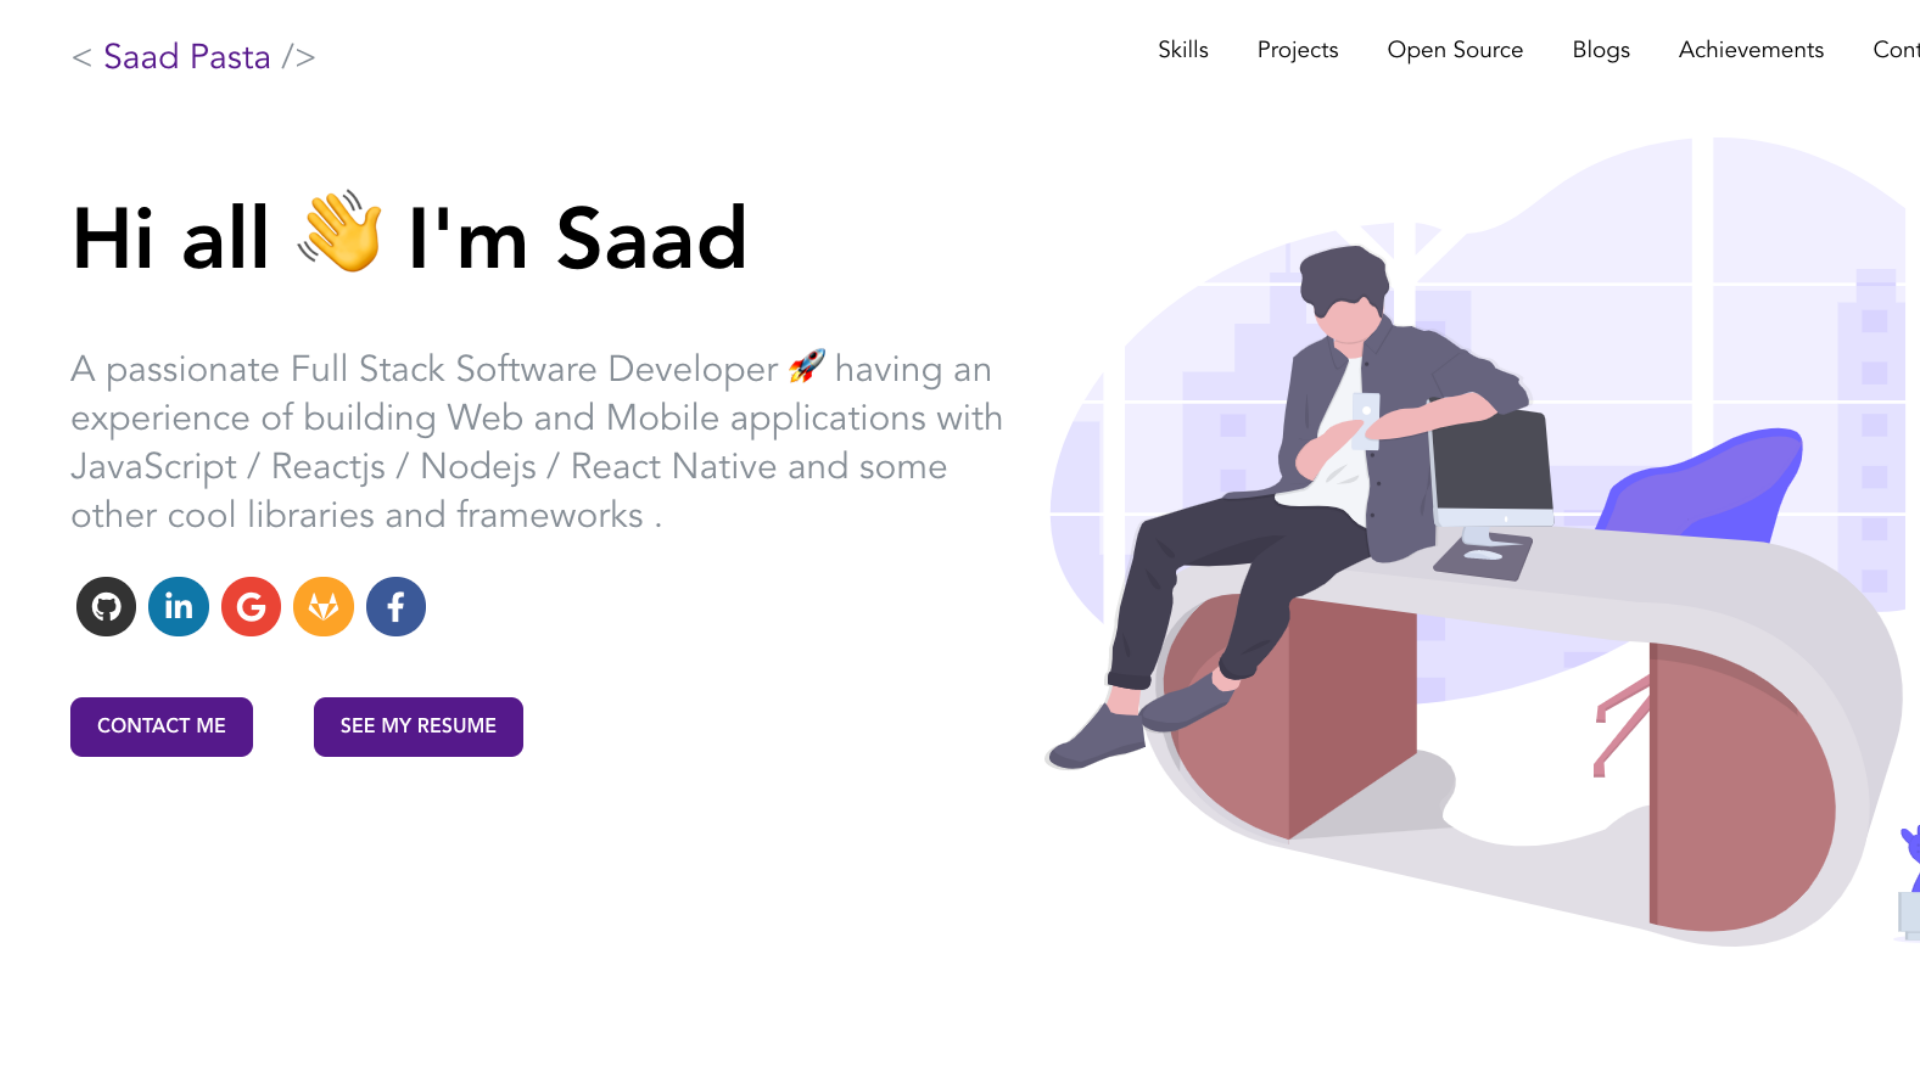 < Saad Pasta />
Skills Projects Open Source Blogs Achievements Cont
Hi all 👋 I'm Saad
A passionate Full Stack Software Developer 🚀 having an
experience of building Web and Mobile applications with
JavaScript / Reactjs / Nodejs / React Native and some
other cool libraries and frameworks .
in G f
CONTACT ME SEE MY RESUME